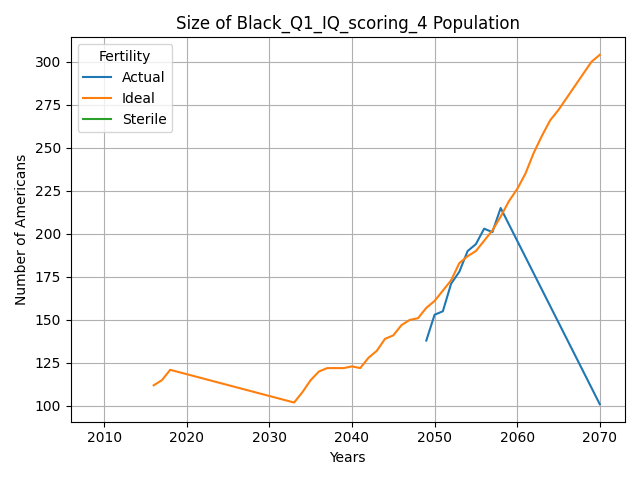 Size of Black_Q1_IQ_scoring_4 Population
Fertility
Actual
Ideal
Sterile
Number of Americans
300
275
250
225
200
175
150
125
100
2010 2020 2030 2040 2050 2060 2070
Years